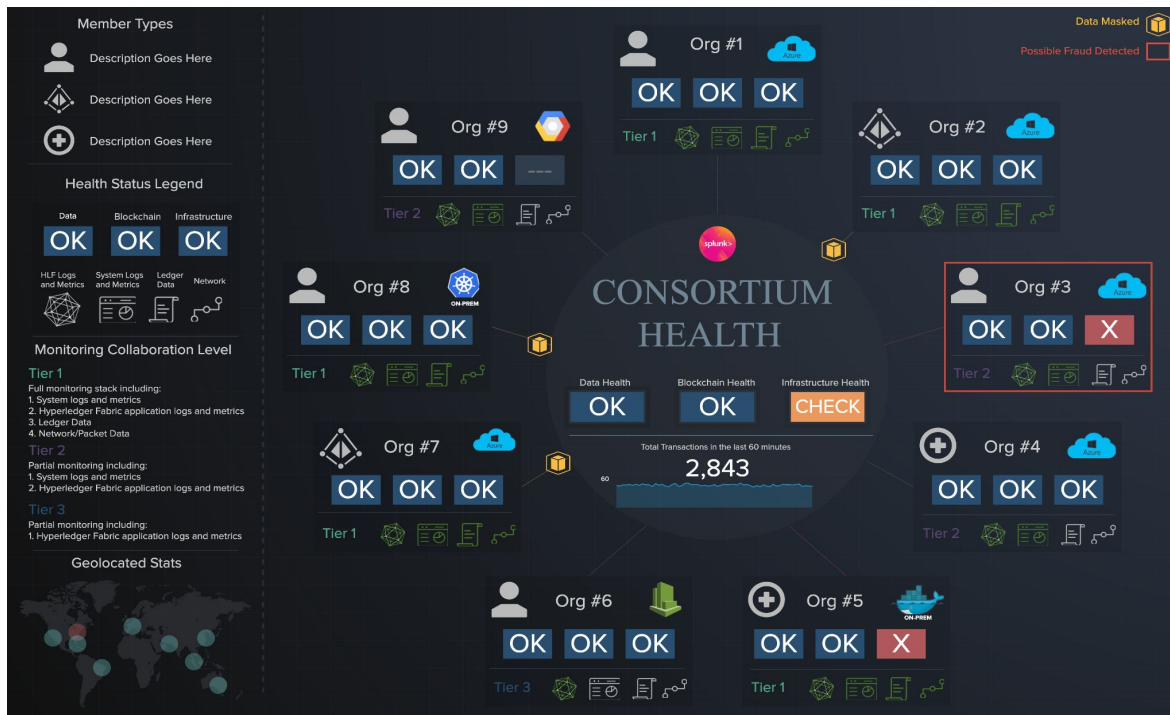 Member Types
Description Goes Here
Description Goes Here
Description Goes Here
Health Status Legend
Data
Blockchain
Infrastructure
OK
OK
OK
HLF Logs
and Metrics
System Logs
and Metrics
Ledger
Data
Network
Monitoring Collaboration Level
Tier 1
Full monitoring stack including:
1. System logs and metrics
2. Hyperledger Fabric application logs and metrics
3. Ledger Data
4. Network/Packet Data
Tier 2
Partial monitoring including:
1. System logs and metrics
2. Hyperledger Fabric application logs and metrics
Tier 3
Partial monitoring including:
1. Hyperledger Fabric application logs and metrics
Geolocated Stats
Data Masked
Possible Fraud Detected
Org #1
Azure
OK OK OK
Tier 1
Org #9
OK OK ---
Tier 2
Org #2
Azure
OK OK OK
Tier 1
Org #8
ON-PREM
OK OK OK
Tier 1
splunk>
CONSORTIUM
HEALTH
Data Health
Blockchain Health
Infrastructure Health
OK
OK
CHECK
Total Transactions in the last 60 minutes
2,843
60
Org #3
Azure
OK OK X
Tier 2
Org #7
Azure
OK OK OK
Tier 1
Org #4
Azure
OK OK OK
Tier 2
Org #6
OK OK OK
Tier 3
Org #5
ON-PREM
OK OK X
Tier 1